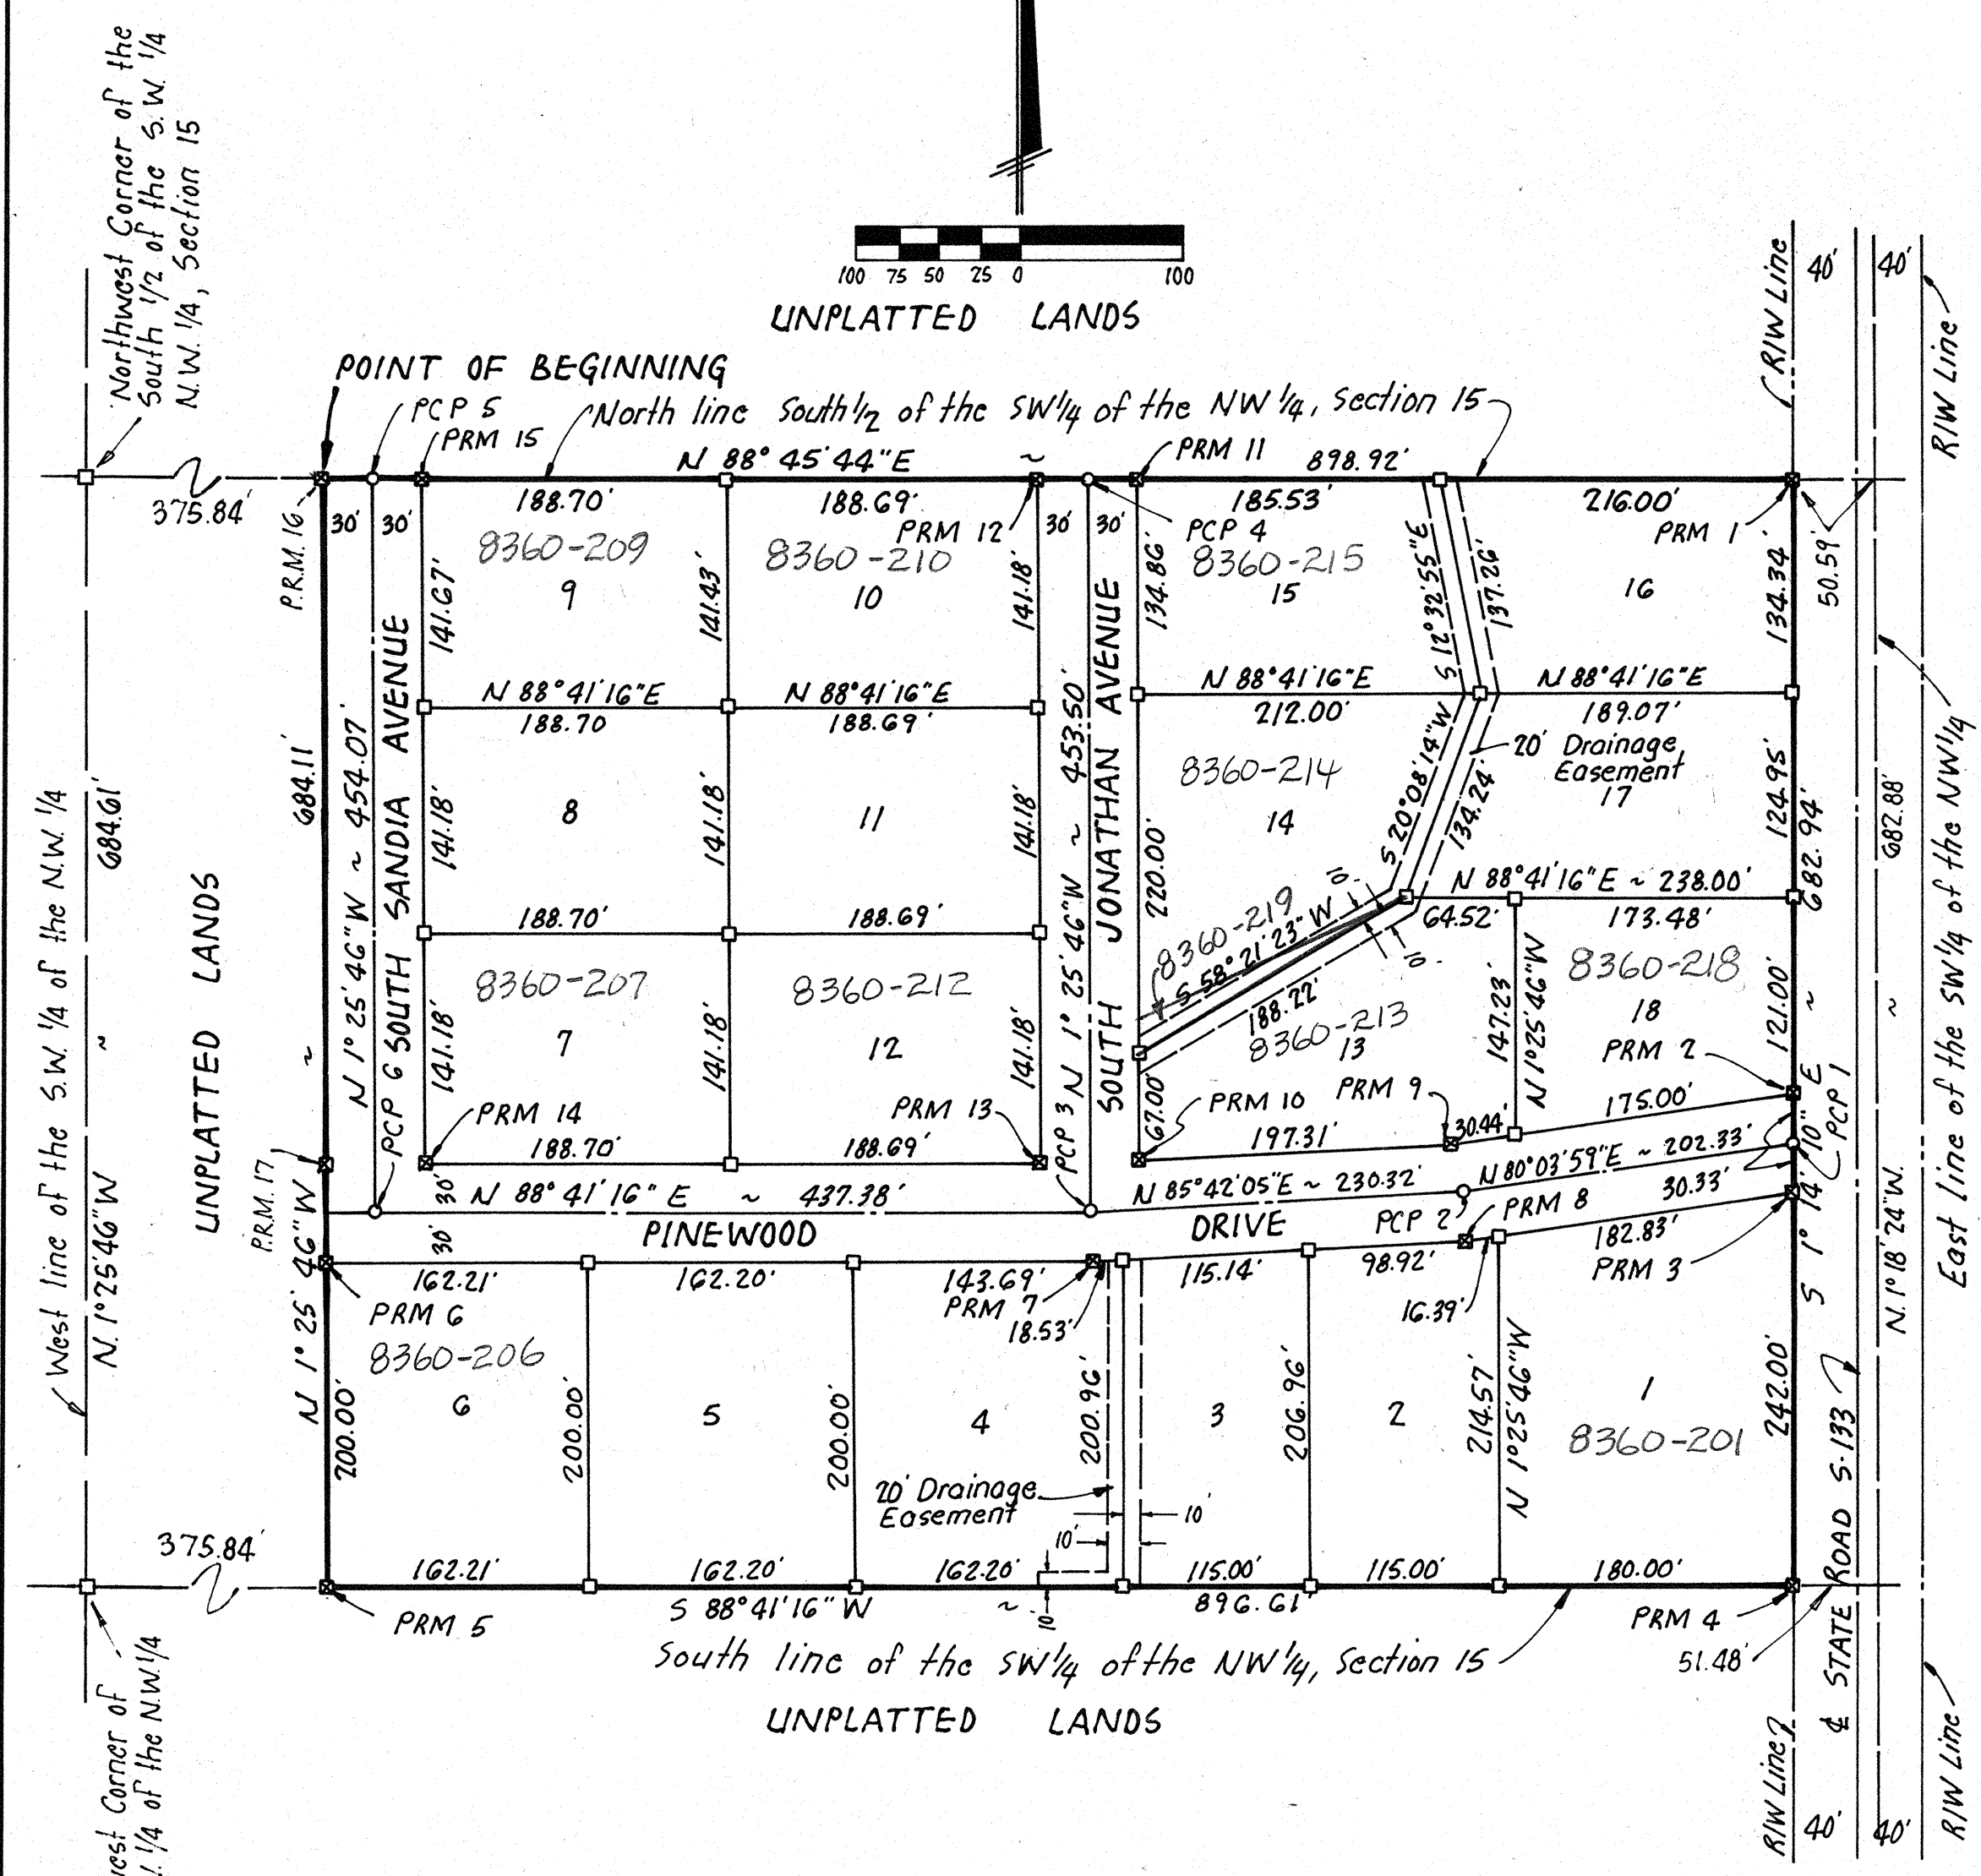 Northwest Corner of the
South 1/2 of the S.W. 1/4
N.W. 1/4, Section 15
100 75 50 25 0 100
UNPLATTED LANDS
POINT OF BEGINNING
PCP 5
PRM 15
North line South 1/2 of the SW 1/4 of the NW 1/4, Section 15
N 88° 45' 44" E ~ 898.92'
PRM 11
R/W Line
40'
40'
R/W Line
375.84'
P.R.M. 16
30'
30'
188.70'
188.69'
PRM 12
30'
30'
PCP 4
185.53'
216.00'
PRM 1
50.59'
8360-209
9
8360-210
10
8360-215
15
16
141.67'
141.43'
141.18'
134.86'
S 12° 32' 55" E
137.26'
134.34'
N 88° 41' 16" E
188.70
N 88° 41' 16" E
188.69'
N 88° 41' 16" E
212.00'
N 88° 41' 16" E
189.07'
20' Drainage
Easement
17
West line of the S.W. 1/4 of the N.W. 1/4
N. 1° 25' 46" W ~ 684.61'
UNPLATTED LANDS
N 1° 25' 46" W ~ 684.11'
N 1° 25' 46" W ~ 454.07'
SOUTH SANDIA AVENUE
141.18'
8
141.18'
11
141.18'
N 1° 25' 46" W ~ 453.50'
SOUTH JONATHAN AVENUE
220.00'
8360-214
14
S 20° 08' 14" W
134.24'
124.95'
S 1° 14' 10" E ~ 682.94'
N. 1° 18' 24" W. ~ 682.88'
East line of the SW 1/4 of the NW 1/4
N 88° 41' 16" E ~ 238.00'
64.52'
173.48'
188.70'
188.69'
8360-219
S 58° 21' 23" W
188.22'
10'
10'
8360-207
7
8360-212
12
8360-213
13
8360-218
18
141.18'
141.18'
141.18'
67.00'
147.23'
N 1° 25' 46" W
121.00'
PRM 2
PCP 1
P.R.M. 17
PCP 6
PRM 14
188.70'
PRM 13
188.69'
PCP 3
PRM 10
197.31'
PRM 9
30.44'
175.00'
30'
N 88° 41' 16" E ~ 437.38'
N 85° 42' 05" E ~ 230.32'
N 80° 03' 59" E ~ 202.33'
30.33'
30'
PINEWOOD DRIVE
PCP 2
PRM 8
PRM 3
162.21'
162.20'
143.69'
PRM 7
18.53'
115.14'
98.92'
16.39'
182.83'
PRM 6
8360-206
6
5
4
3
2
1
8360-201
200.00'
200.00'
200.00'
200.96'
206.96'
214.57'
N 1° 25' 46" W
242.00'
20' Drainage
Easement
10'
10'
10'
375.84'
162.21'
162.20'
162.20'
115.00'
115.00'
180.00'
S 88° 41' 16" W ~ 896.61'
PRM 5
PRM 4
51.48'
South line of the SW 1/4 of the NW 1/4, Section 15
UNPLATTED LANDS
℄ STATE ROAD S-133
R/W Line
40'
40'
R/W Line
Corner of
1/4 of the N.W. 1/4